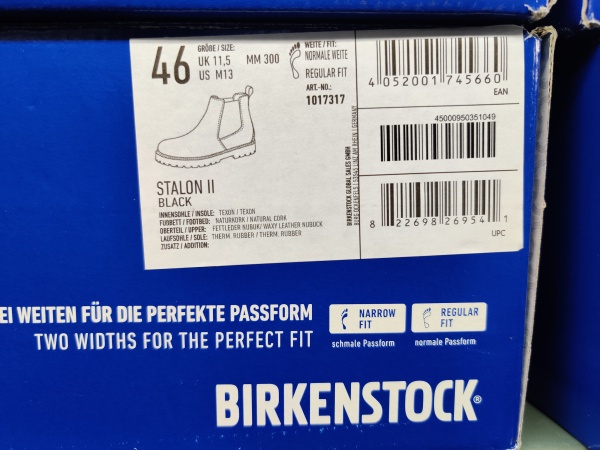 46
GRÖßE / SIZE:
UK 11,5
US M13
MM 300
WEITE / FIT:
NORMALE WEITE
REGULAR FIT
ART.-NO.:
1017317
4 052001 745660
EAN
45000950351049
8 22698 26954 1
UPC
STALON II
BLACK
INNENSOHLE / INSOLE: TEXON / TEXON
FUßBETT / FOOTBED: NATURKORK / NATURAL CORK
OBERTEIL / UPPER: FETTLEDER NUBUK/ WAXY LEATHER NUBUCK
LAUFSOHLE / SOLE: THERM. RUBBER / THERM. RUBBER
ZUSATZ / ADDITION:
BIRKENSTOCK GLOBAL SALES GMBH
EI WEITEN FÜR DIE PERFEKTE PASSFORM
TWO WIDTHS FOR THE PERFECT FIT
NARROW
FIT
schmale Passform
REGULAR
FIT
normale Passform
BIRKENSTOCK®